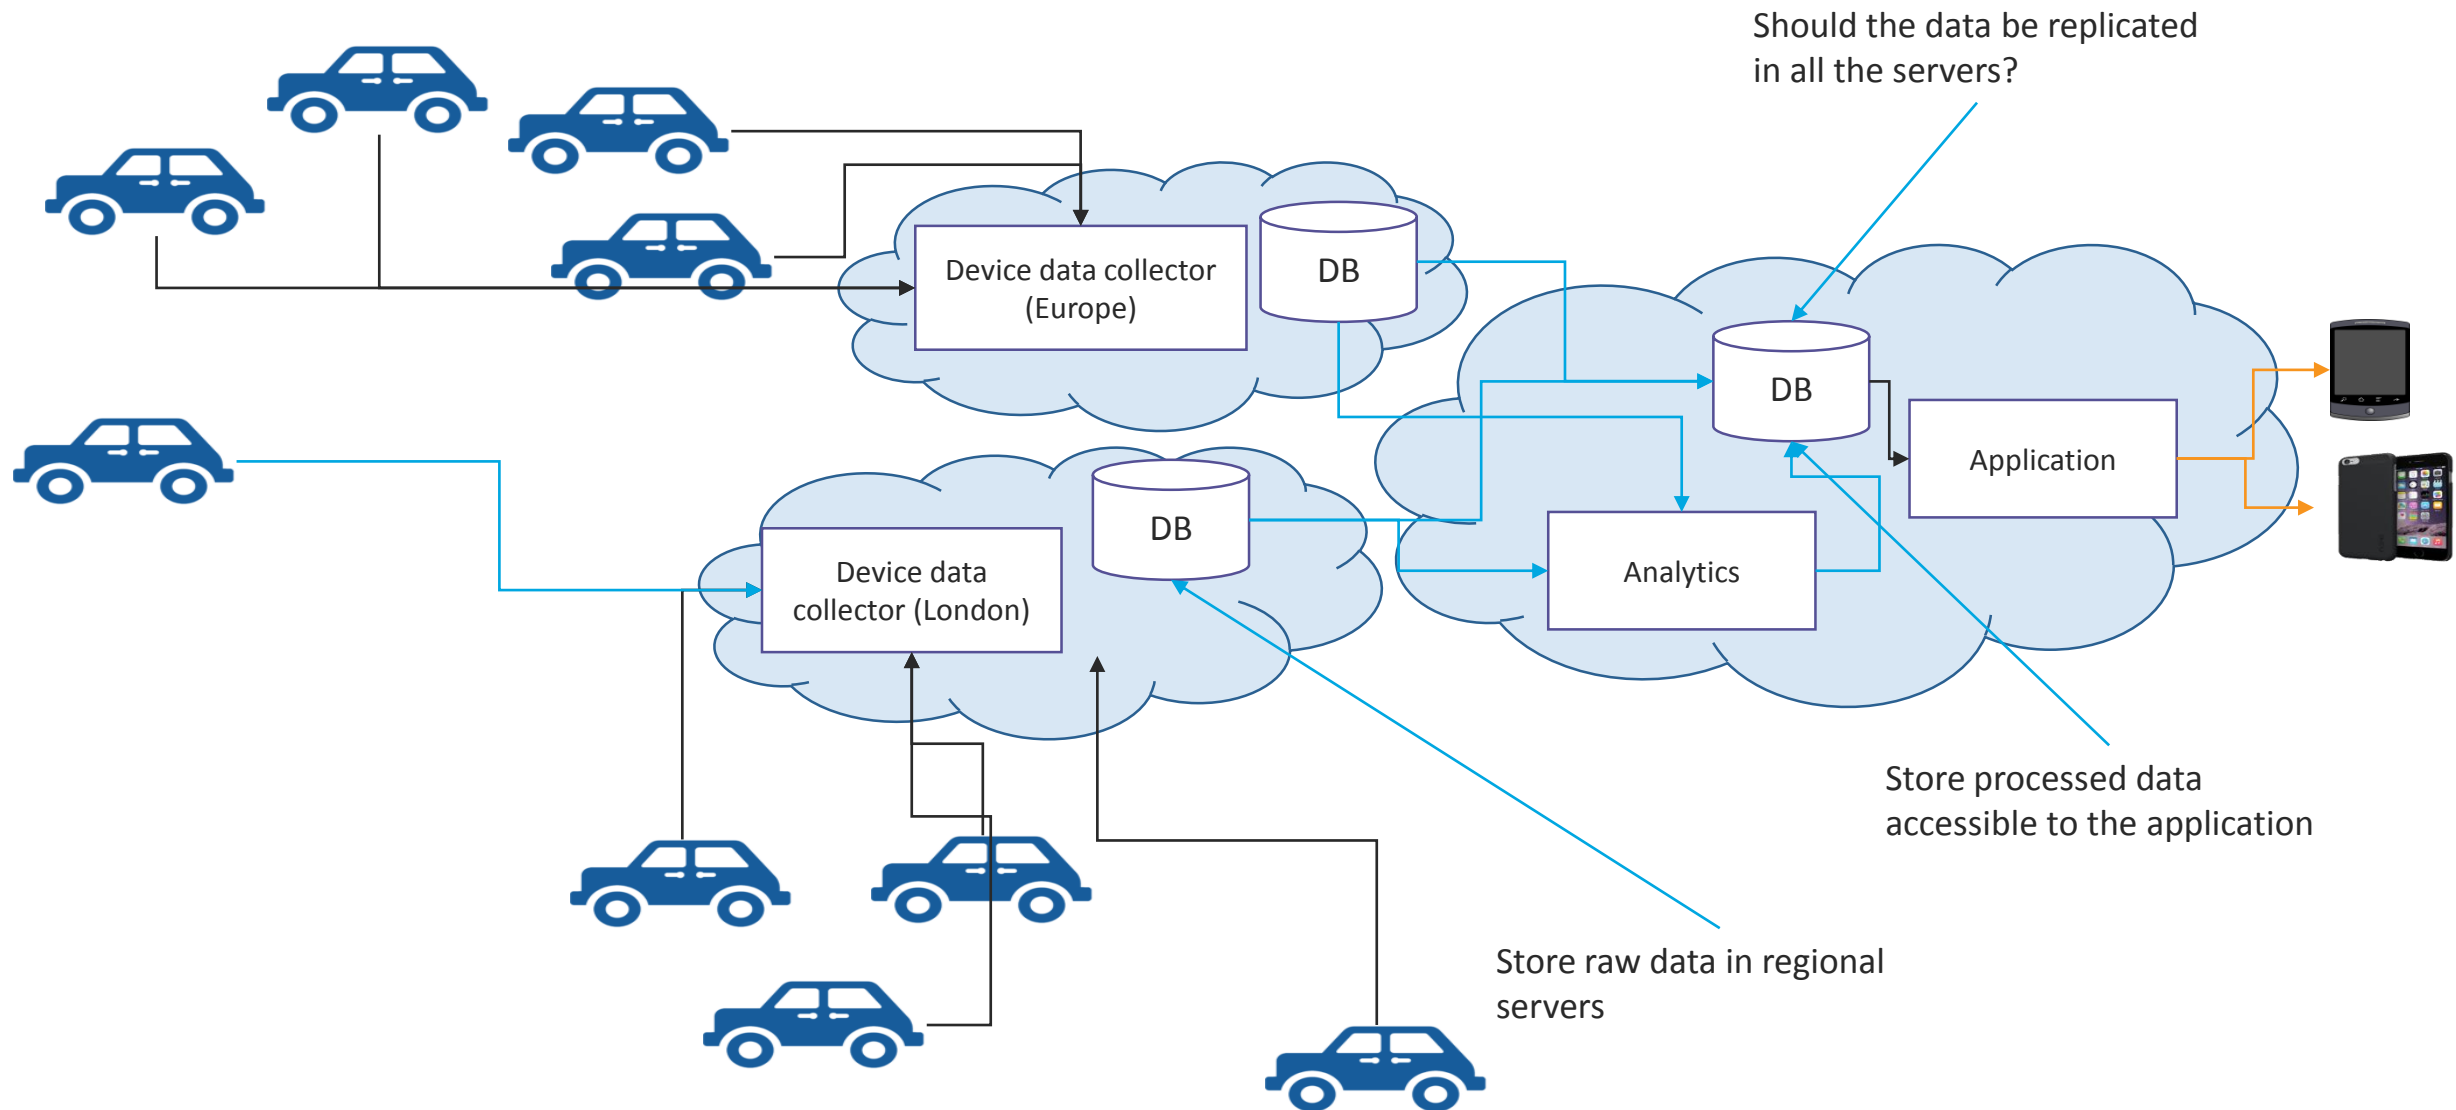 Should the data be replicated
in all the servers?
Device data collector
(Europe)
DB
DB
Application
DB
Device data
collector (London)
Analytics
Store processed data
accessible to the application
Store raw data in regional
servers